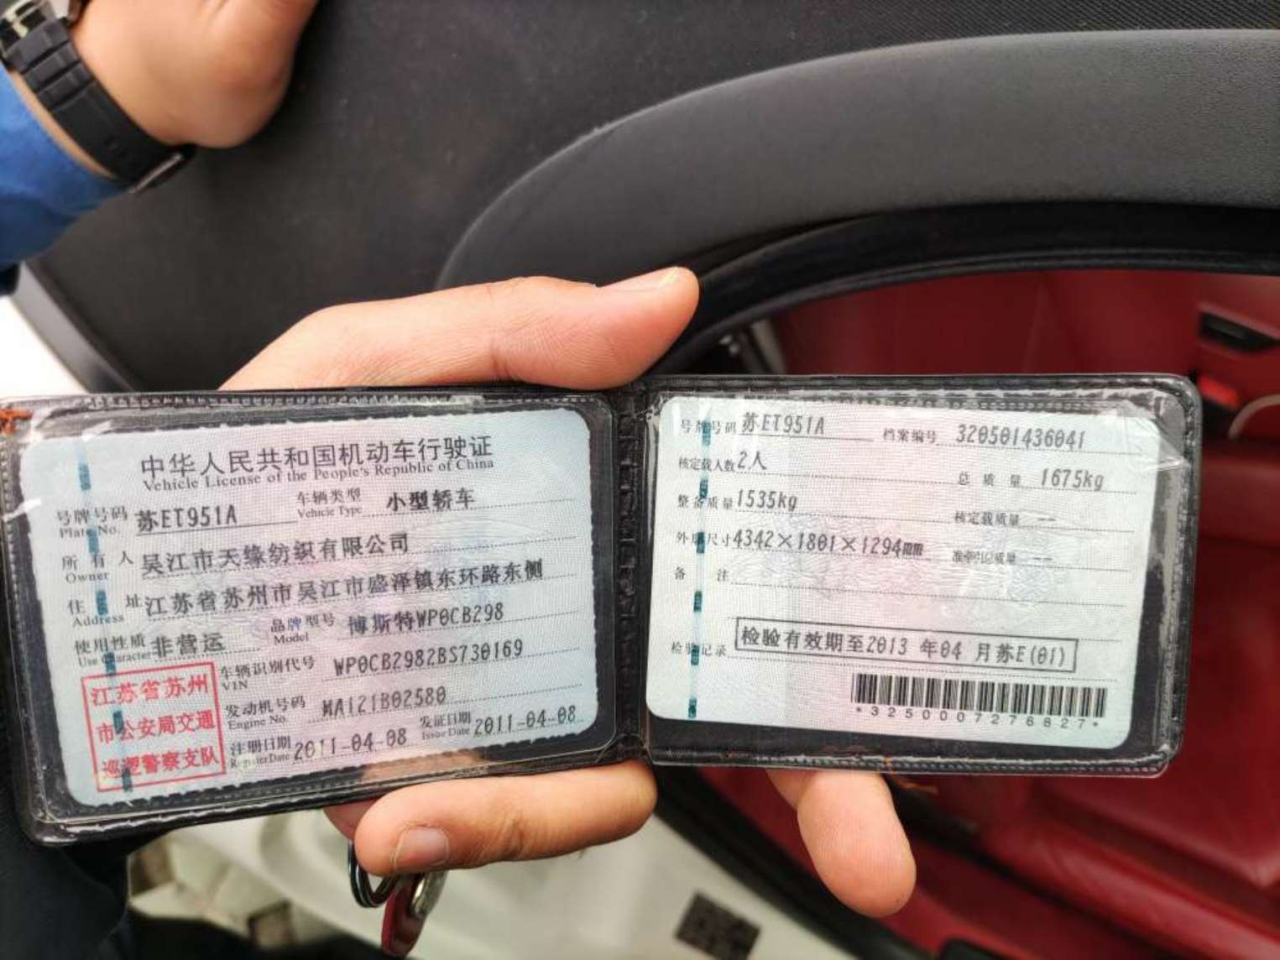 中华人民共和国机动车行驶证
Vehicle License of the People's Republic of China
号牌号码 苏ET951A 车辆类型 小型轿车
Plate No. Vehicle Type
所有人 吴江市天缘纺织有限公司
Owner
住址 江苏省苏州市吴江市盛泽镇东环路东侧
Address
使用性质 非营运 品牌型号 博斯特WP0CB298
Use Character Model
车辆识别代号 WP0CB2982BS730169
VIN
发动机号码 MA121B02580
Engine No.
注册日期 2011-04-08 发证日期 2011-04-08
Register Date Issue Date
江苏省苏州
市公安局交通
巡逻警察支队
号牌号码 苏ET951A 档案编号 320501436041
核定载人数 2人 总质量 1675kg
整备质量 1535kg 核定载质量 --
外廓尺寸 4342×1801×1294mm 准牵引总质量 --
备注
检验记录 检验有效期至2013 年04 月苏E(01)
*3250007276827*